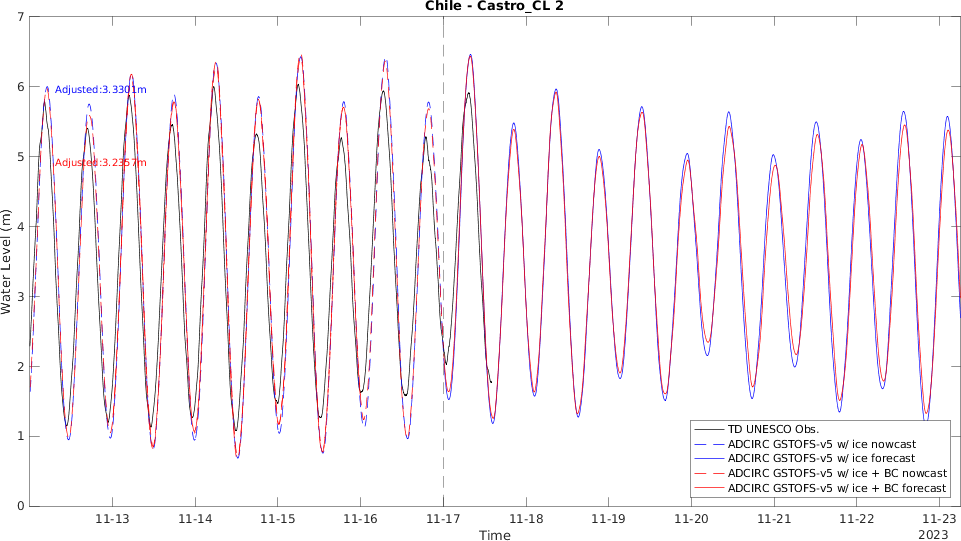 Chile - Castro_CL 2
7
6
5
4
3
2
1
0
Water Level (m)
Adjusted:3.3301m
Adjusted:3.2357m
TD UNESCO Obs.
ADCIRC GSTOFS-v5 w/ ice nowcast
ADCIRC GSTOFS-v5 w/ ice forecast
ADCIRC GSTOFS-v5 w/ ice + BC nowcast
ADCIRC GSTOFS-v5 w/ ice + BC forecast
11-13 11-14 11-15 11-16 11-17 11-18 11-19 11-20 11-21 11-22 11-23
Time
2023